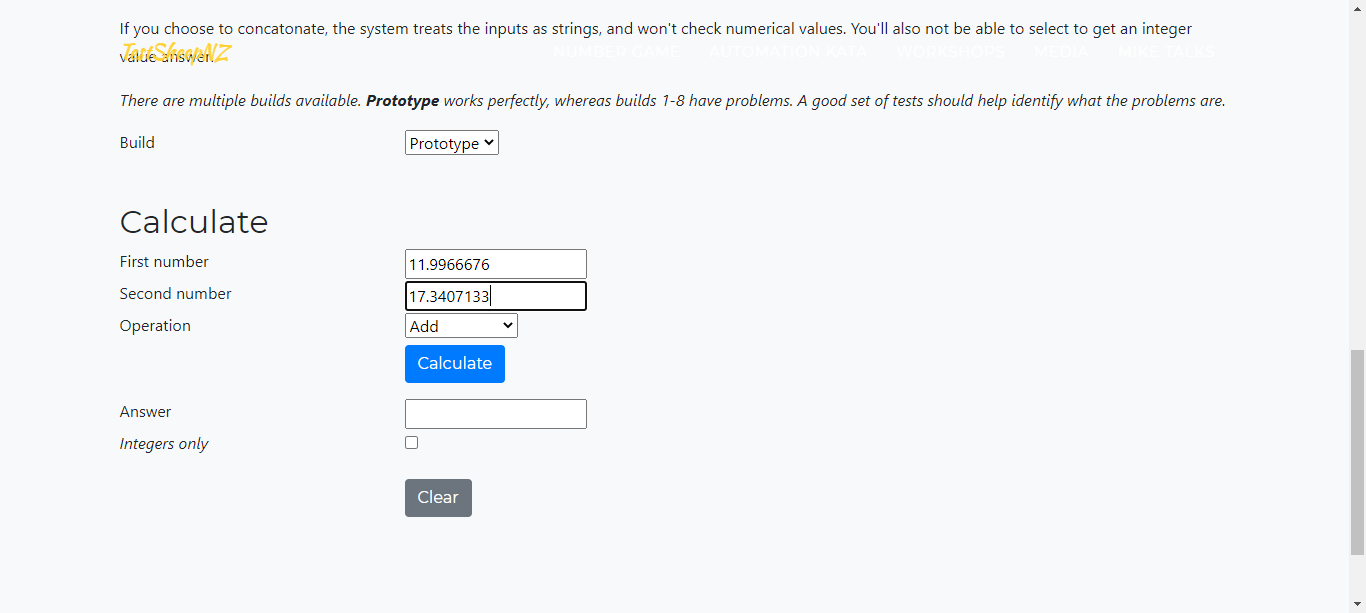 If you choose to concatonate, the system treats the inputs as strings, and won't check numerical values. You'll also not be able to select to get an integer
value answer.
TestSheepNZ NUMBER GAME MEDIA MIKE TALKS
There are multiple builds available. Prototype works perfectly, whereas builds 1-8 have problems. A good set of tests should help identify what the problems are.
Build Prototype
Calculate
First number 11.9966676
Second number 17.3407133
Operation Add
Calculate
Answer
Integers only
Clear